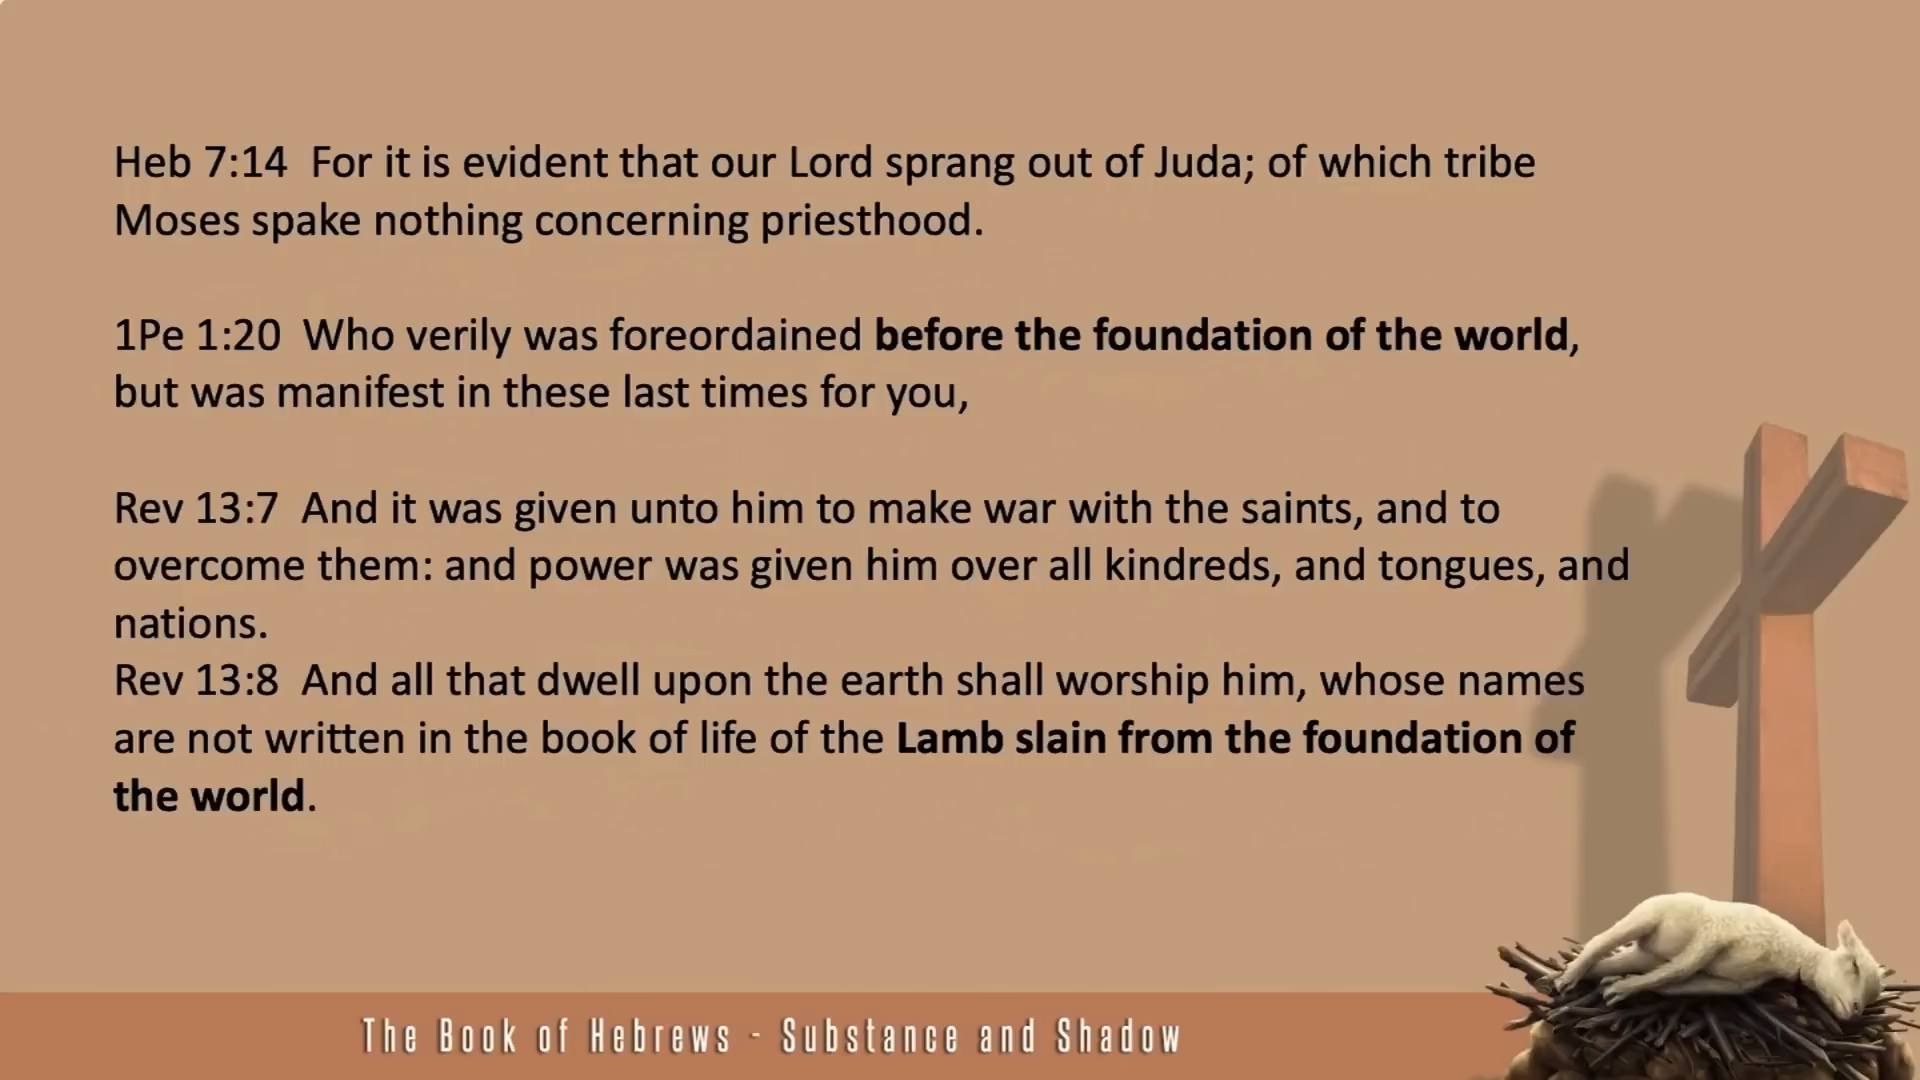 Heb 7:14  For it is evident that our Lord sprang out of Juda; of which tribe
Moses spake nothing concerning priesthood.
1Pe 1:20  Who verily was foreordained before the foundation of the world,
but was manifest in these last times for you,
Rev 13:7  And it was given unto him to make war with the saints, and to
overcome them: and power was given him over all kindreds, and tongues, and
nations.
Rev 13:8  And all that dwell upon the earth shall worship him, whose names
are not written in the book of life of the Lamb slain from the foundation of
the world.
The Book of Hebrews - Substance and Shadow